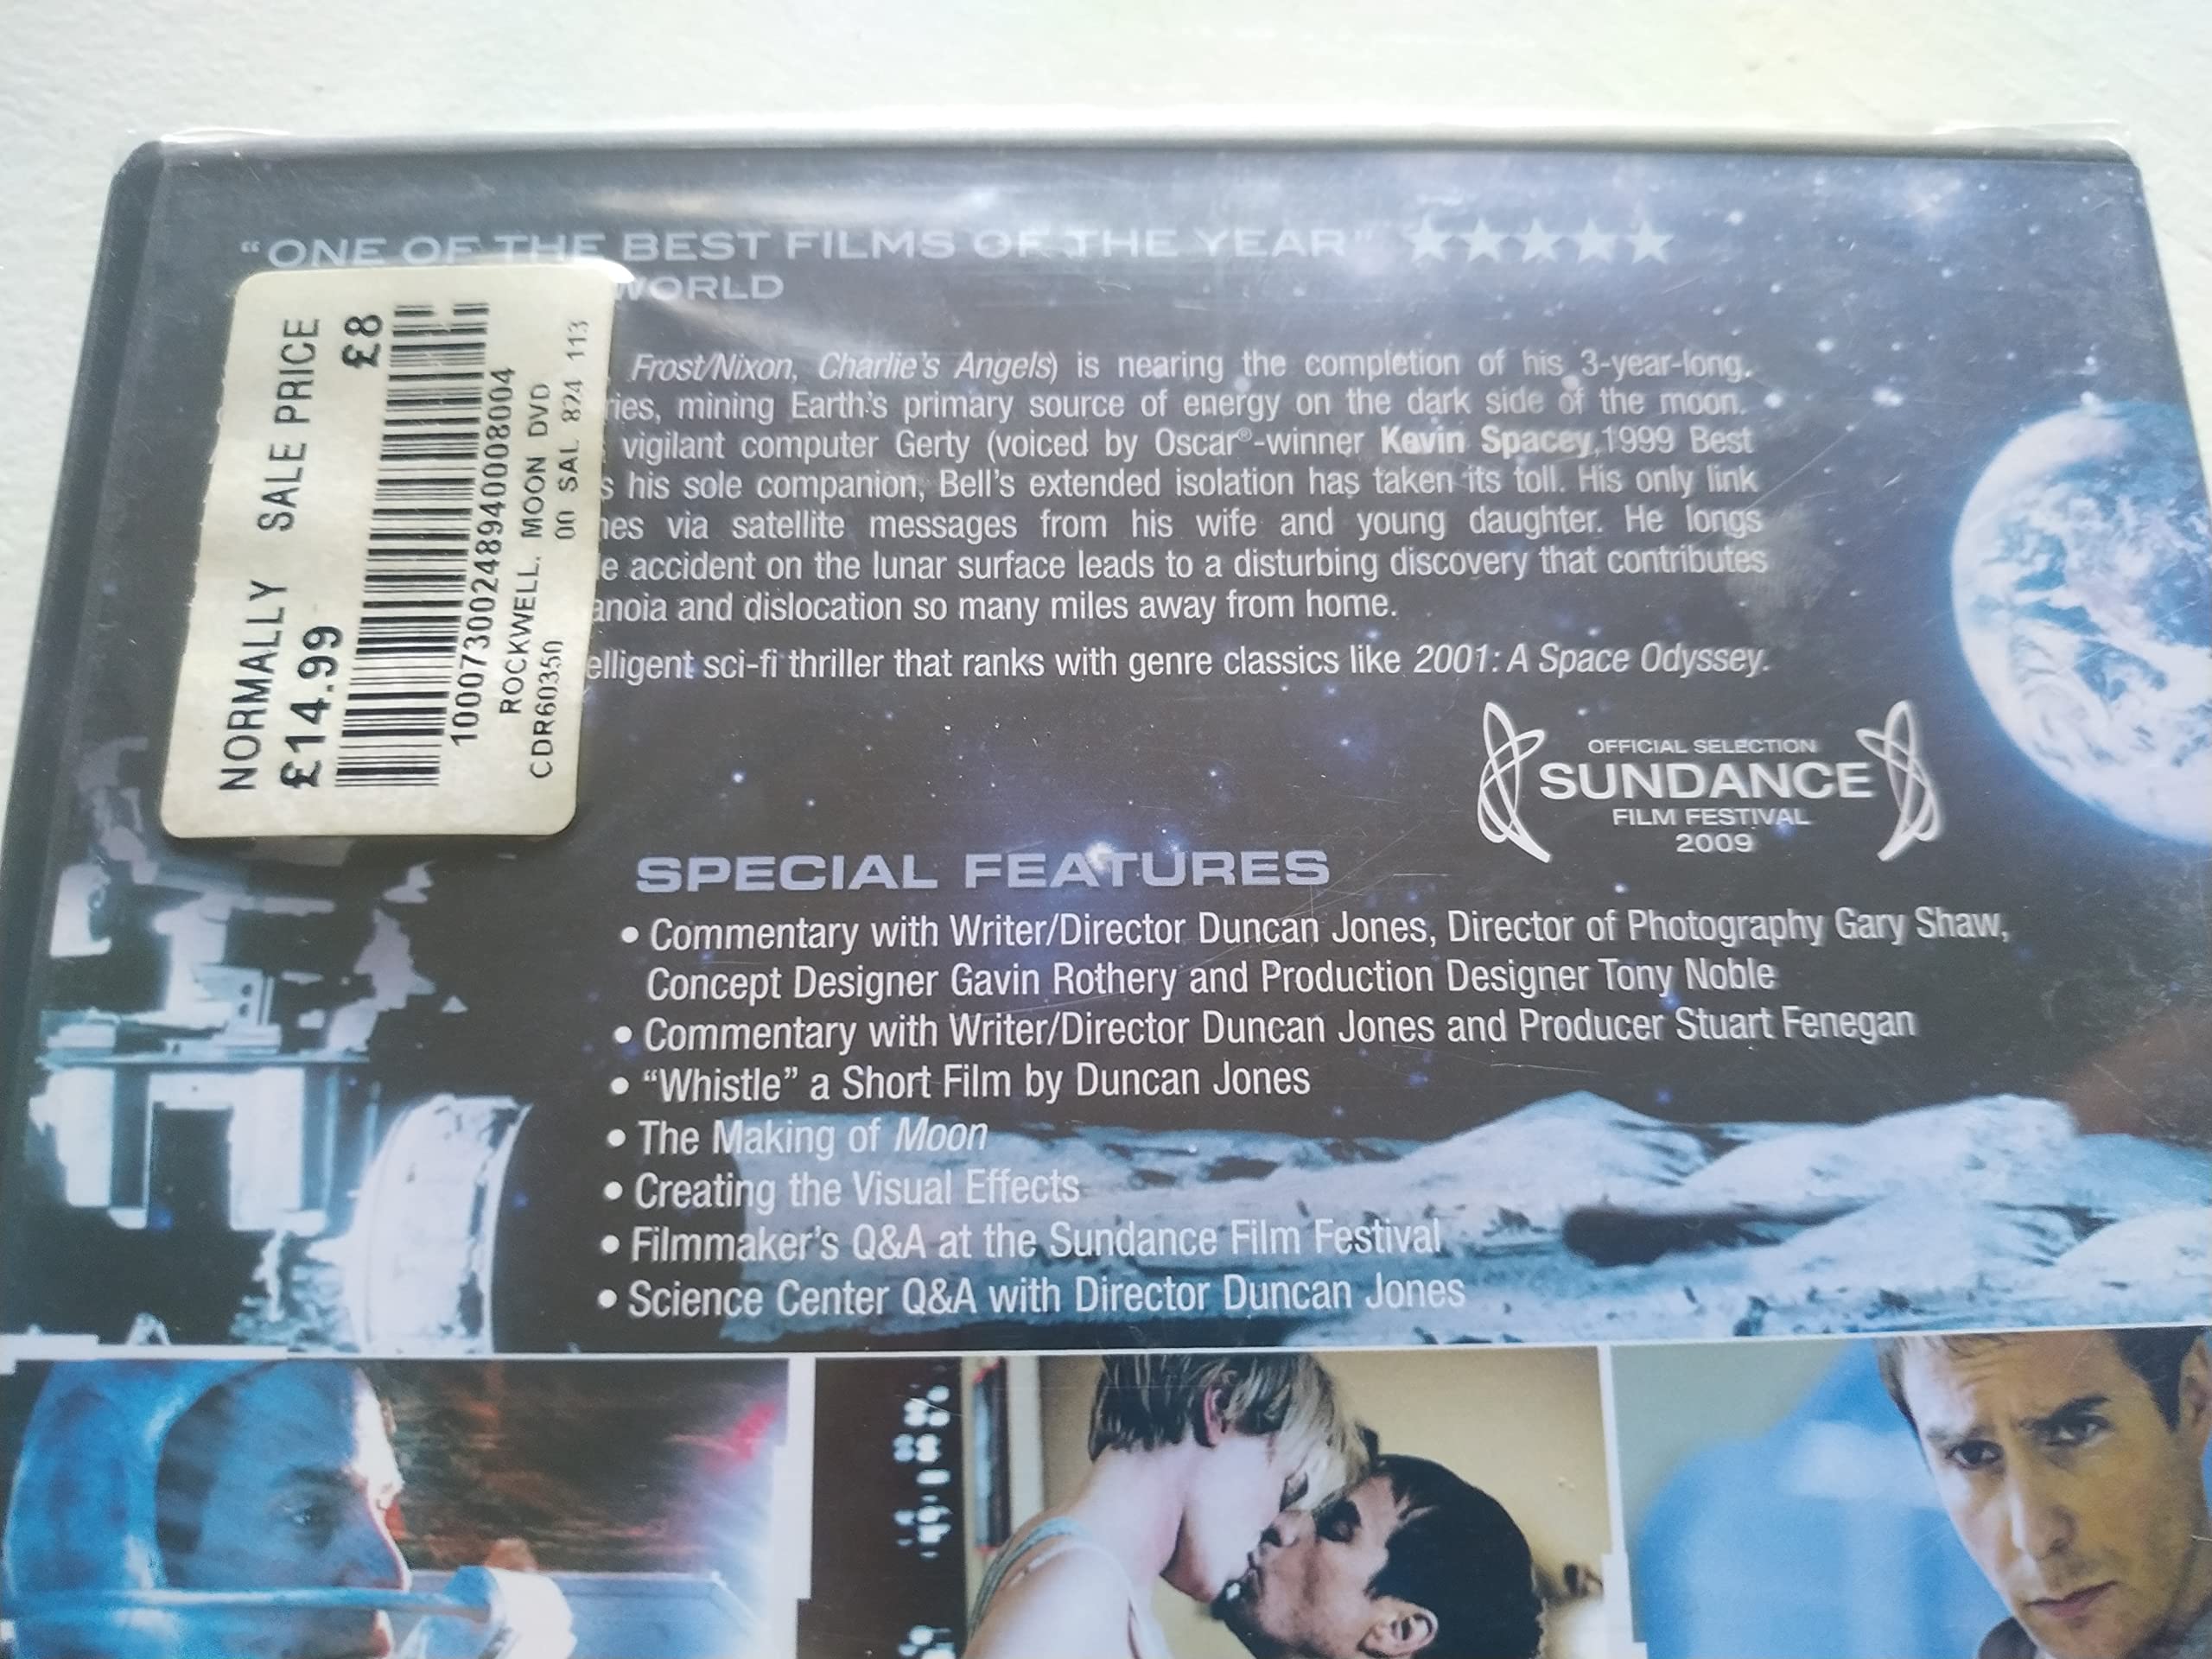 “ONE OF THE BEST FILMS OF THE YEAR” ★★★★★
WORLD
NORMALLY SALE PRICE
£14.99 £8
10007300248940008004
ROCKWELL. MOON DVD
CDR60350 00 SAL 824 113
Frost/Nixon, Charlie's Angels) is nearing the completion of his 3-year-long.
ries, mining Earth's primary source of energy on the dark side of the moon.
vigilant computer Gerty (voiced by Oscar®-winner Kevin Spacey, 1999 Best
s his sole companion, Bell's extended isolation has taken its toll. His only link
nes via satellite messages from his wife and young daughter. He longs
e accident on the lunar surface leads to a disturbing discovery that contributes
anoia and dislocation so many miles away from home.
elligent sci-fi thriller that ranks with genre classics like 2001: A Space Odyssey.
OFFICIAL SELECTION
SUNDANCE
FILM FESTIVAL
2009
SPECIAL FEATURES
• Commentary with Writer/Director Duncan Jones, Director of Photography Gary Shaw,
Concept Designer Gavin Rothery and Production Designer Tony Noble
• Commentary with Writer/Director Duncan Jones and Producer Stuart Fenegan
• “Whistle” a Short Film by Duncan Jones
• The Making of Moon
• Creating the Visual Effects
• Filmmaker's Q&A at the Sundance Film Festival
• Science Center Q&A with Director Duncan Jones